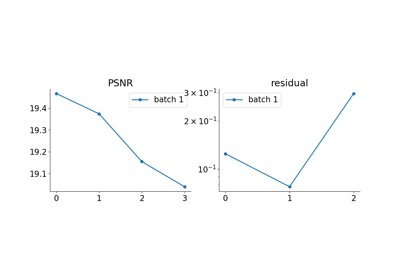 PSNR
batch 1
19.4
19.3
19.2
19.1
0 1 2 3
residual
batch 1
3 × 10⁻¹
2 × 10⁻¹
10⁻¹
0 1 2